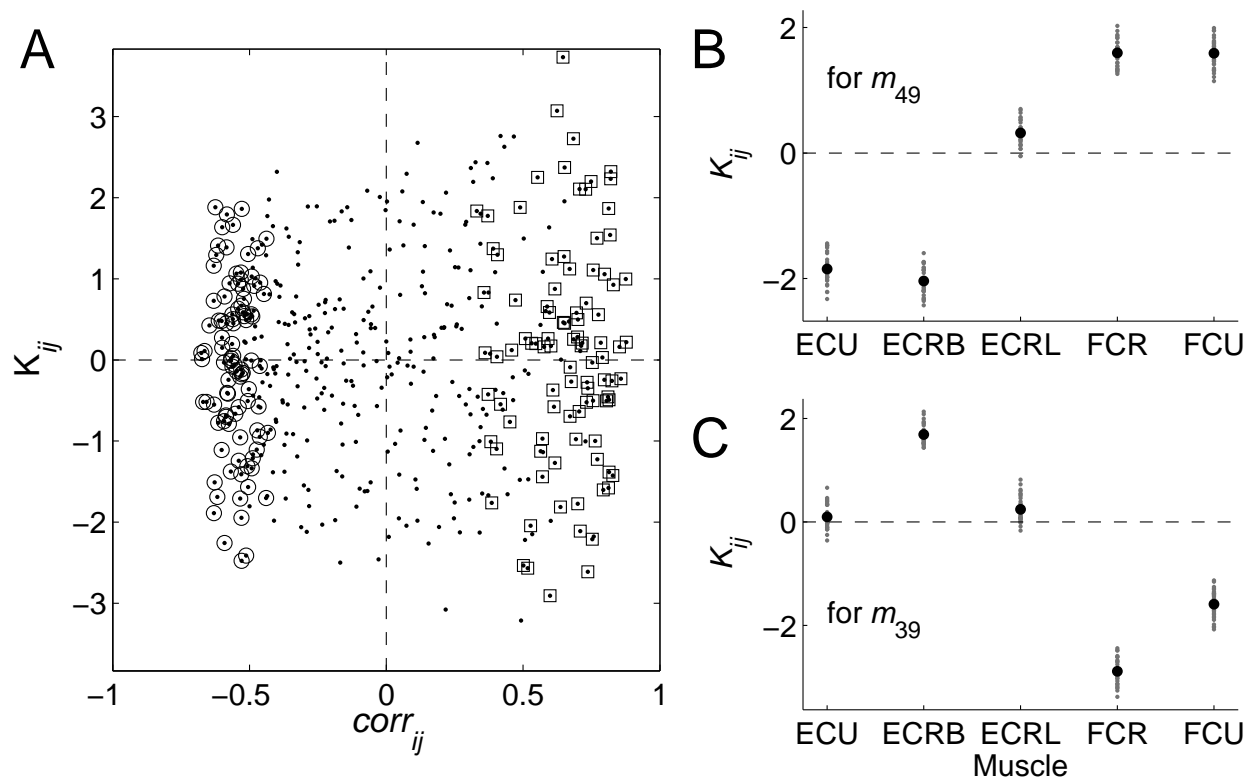 A
K_ij
3
2
1
0
−1
−2
−3
−1
−0.5
0
0.5
1
corr_ij
B
K_ij
2
0
−2
for m_49
ECU ECRB ECRL FCR FCU
C
K_ij
2
0
−2
for m_39
ECU ECRB ECRL FCR FCU
Muscle